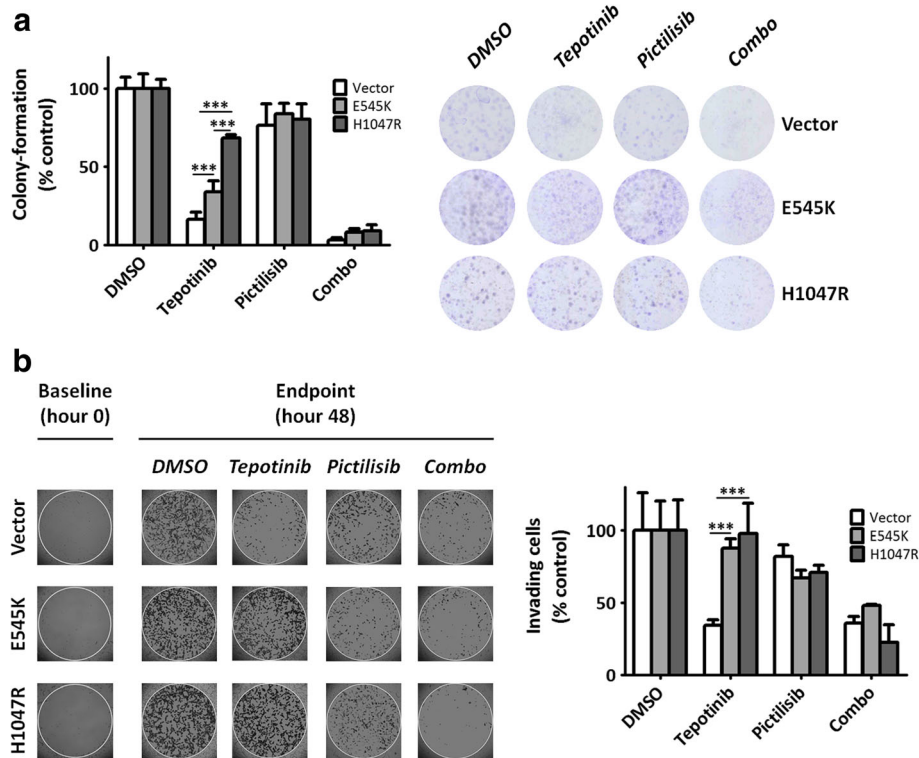 a
Colony-formation
(% control)
100
50
0
***
***
***
Vector
E545K
H1047R
DMSO
Tepotinib
Pictilisib
Combo
DMSO
Tepotinib
Pictilisib
Combo
Vector
E545K
H1047R
b
Baseline
(hour 0)
Endpoint
(hour 48)
DMSO
Tepotinib
Pictilisib
Combo
Vector
E545K
H1047R
Invading cells
(% control)
100
50
0
***
***
Vector
E545K
H1047R
DMSO
Tepotinib
Pictilisib
Combo